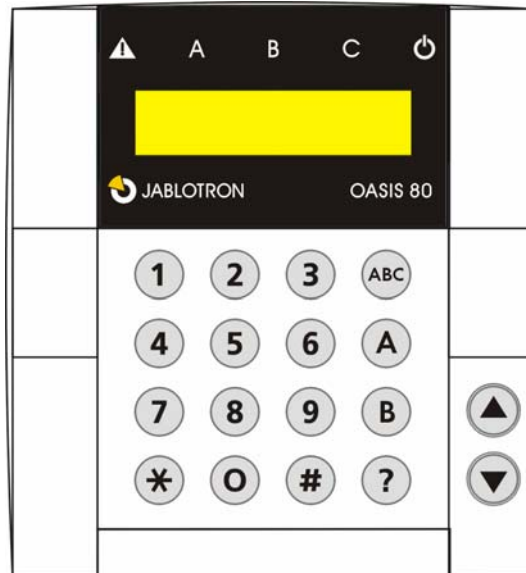 A B C
JABLOTRON OASIS 80
1 2 3 ABC
4 5 6 A
7 8 9 B
* 0 # ?